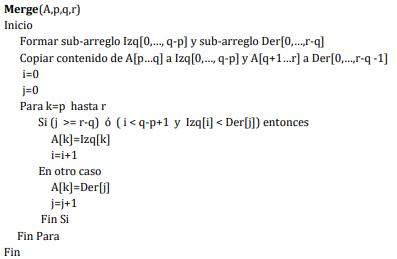 Merge(A,p,q,r)
Inicio
Formar sub-arreglo Izq[0,..., q-p] y sub-arreglo Der[0,...,r-q]
Copiar contenido de A[p...q] a Izq[0,..., q-p] y A[q+1...r] a Der[0,...,r-q -1]
i=0
j=0
Para k=p hasta r
Si (j >= r-q) ó ( i < q-p+1 y Izq[i] < Der[j]) entonces
A[k]=Izq[k]
i=i+1
En otro caso
A[k]=Der[j]
j=j+1
Fin Si
Fin Para
Fin